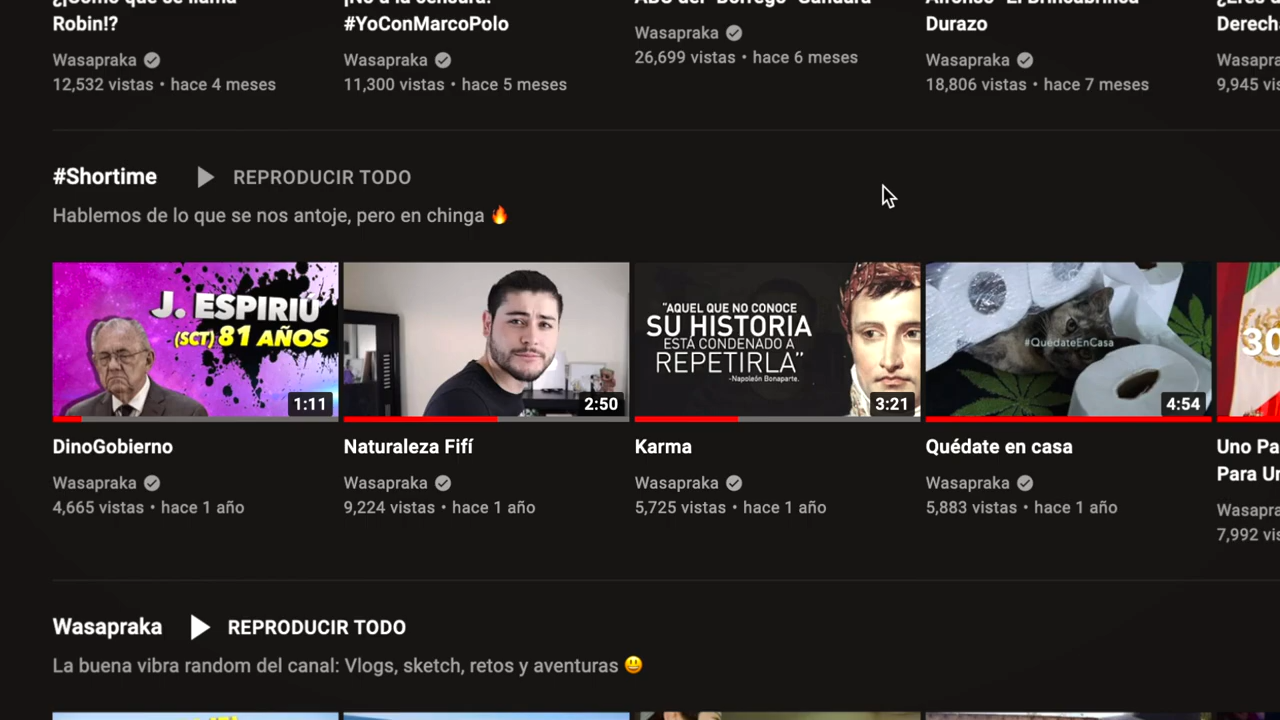 Robin!?
#YoConMarcoPolo
Durazo
Wasapraka
Wasapraka
Wasapraka
Wasapraka
12,532 vistas • hace 4 meses
11,300 vistas • hace 5 meses
26,699 vistas • hace 6 meses
18,806 vistas • hace 7 meses
9,945
#Shortime
REPRODUCIR TODO
Hablemos de lo que se nos antoje, pero en chinga 🔥
J. ESPIRIÚ
(SCT) 81 AÑOS
1:11
2:50
"AQUEL QUE NO CONOCE
SU HISTORIA
ESTÁ CONDENADO A
REPETIRLA"
-Napoleón Bonaparte.
3:21
#QuédateEnCasa
4:54
30
DinoGobierno
Wasapraka
4,665 vistas • hace 1 año
Naturaleza Fifí
Wasapraka
9,224 vistas • hace 1 año
Karma
Wasapraka
5,725 vistas • hace 1 año
Quédate en casa
Wasapraka
5,883 vistas • hace 1 año
Uno Pa
Para Un
Wasapra
7,992 vis
Wasapraka
REPRODUCIR TODO
La buena vibra random del canal: Vlogs, sketch, retos y aventuras 😃